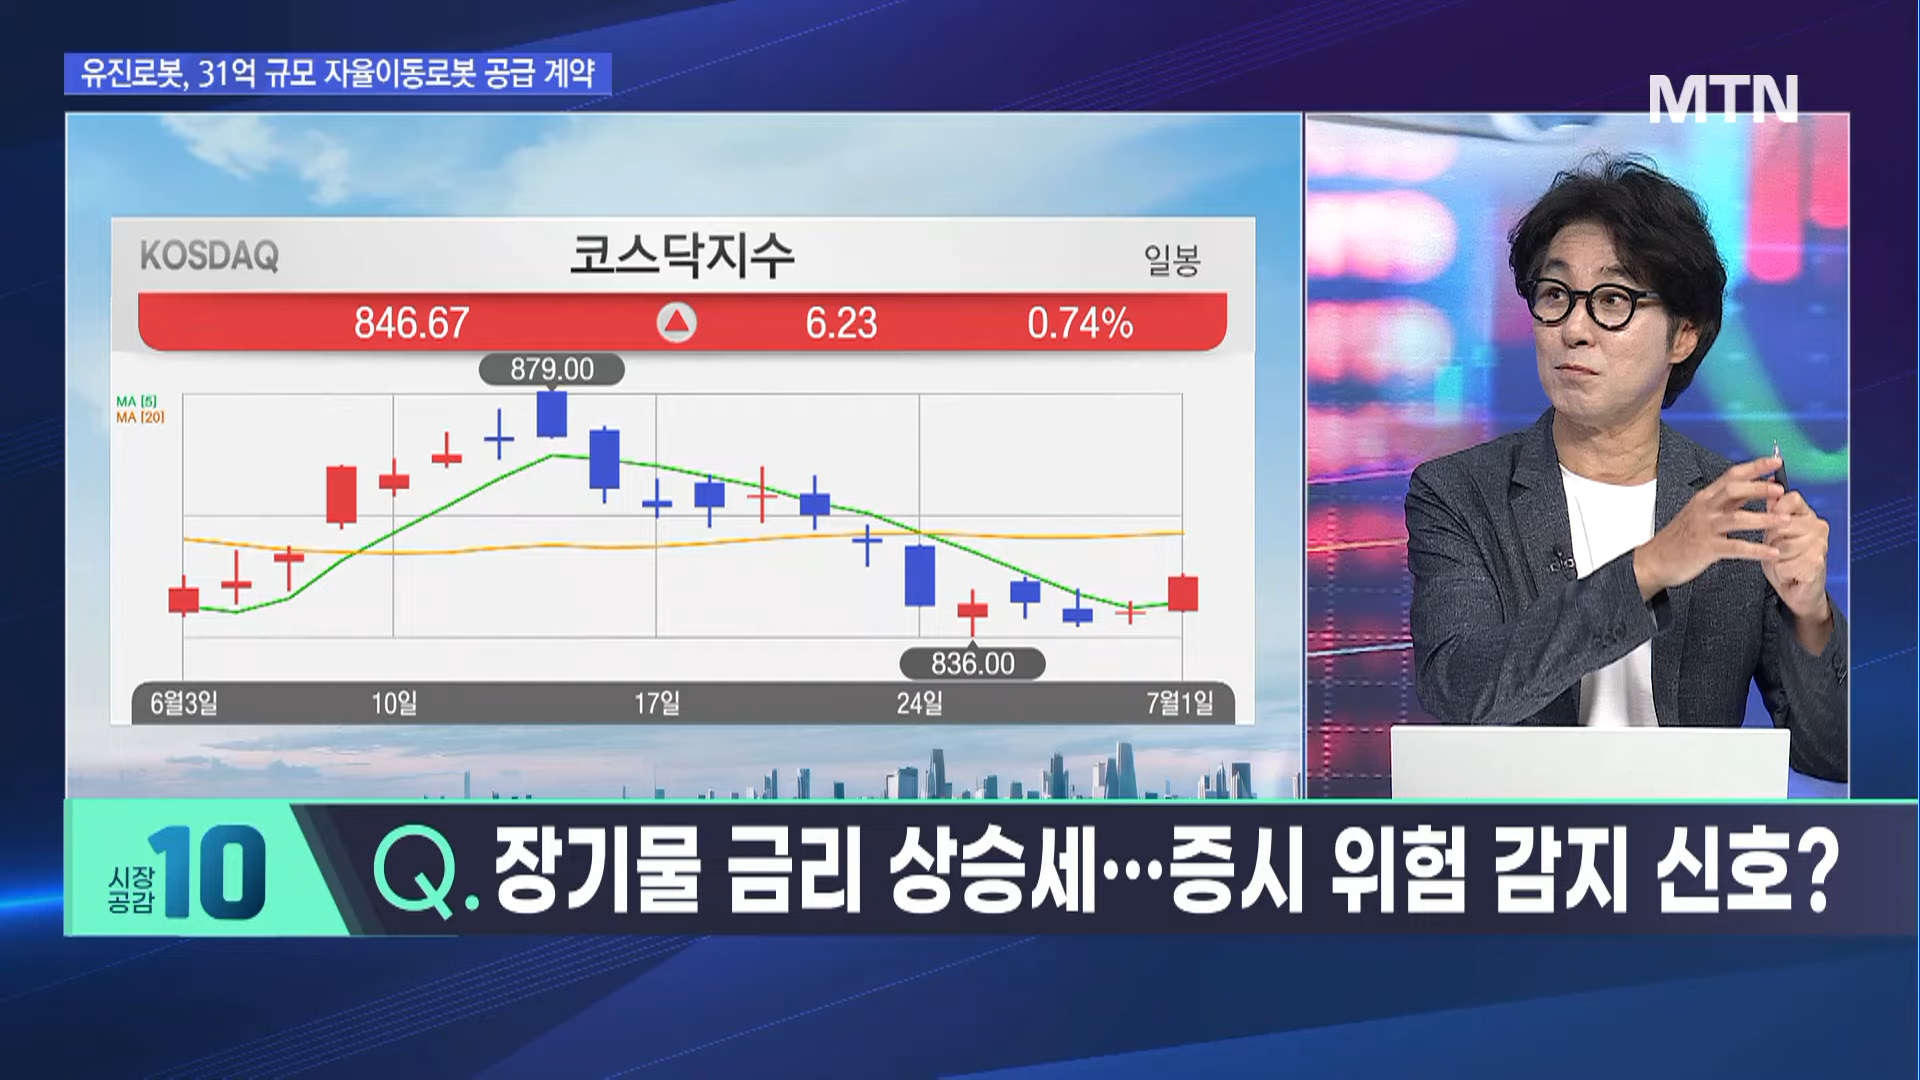 유진로봇, 31억 규모 자율이동로봇 공급 계약
MTN
KOSDAQ 코스닥지수 일봉
846.67 6.23 0.74%
879.00
MA [5]
MA [20]
836.00
6월3일 10일 17일 24일 7월1일
시장공감 10
Q. 장기물 금리 상승세…증시 위험 감지 신호?